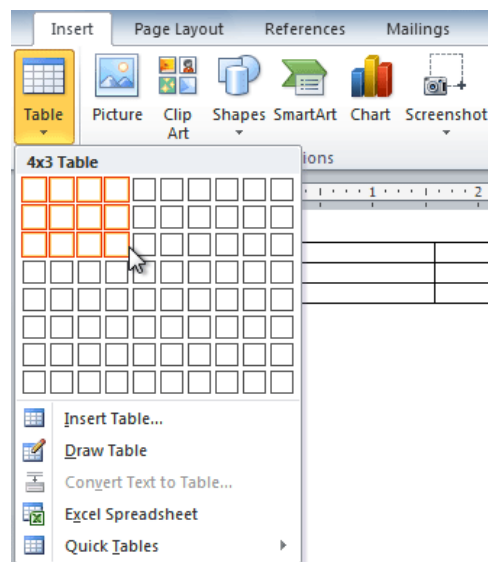 Insert Page Layout References Mailings
Table Picture Clip Art Shapes SmartArt Chart Screenshot
ions
4x3 Table
1 2
Insert Table...
Draw Table
Convert Text to Table...
Excel Spreadsheet
Quick Tables